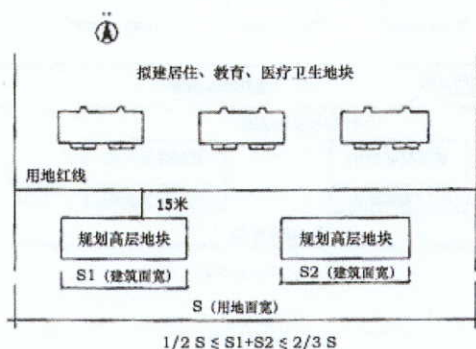 拟建居住、教育、医疗卫生地块
用地红线
15米
规划高层地块
规划高层地块
S1（建筑面宽）
S2（建筑面宽）
S（用地面宽）
1/2 S ≤ S1+S2 ≤ 2/3 S